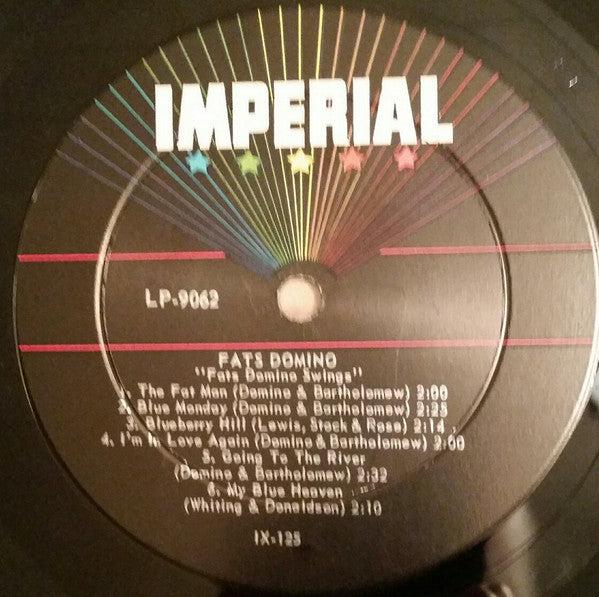 IMPERIAL
LP-9062
FATS DOMINO
"Fats Domino Swings"
1. The Fat Man (Domino & Bartholomew) 2:00
2. Blue Monday (Domino & Bartholomew) 2:25
3. Blueberry Hill (Lewis, Stock & Rose) 2:14
4. I'm In Love Again (Domino & Bartholomew) 2:00
5. Going To The River
(Domino & Bartholomew) 2:32
6. My Blue Heaven
(Whiting & Donaldson) 2:10
IX-125